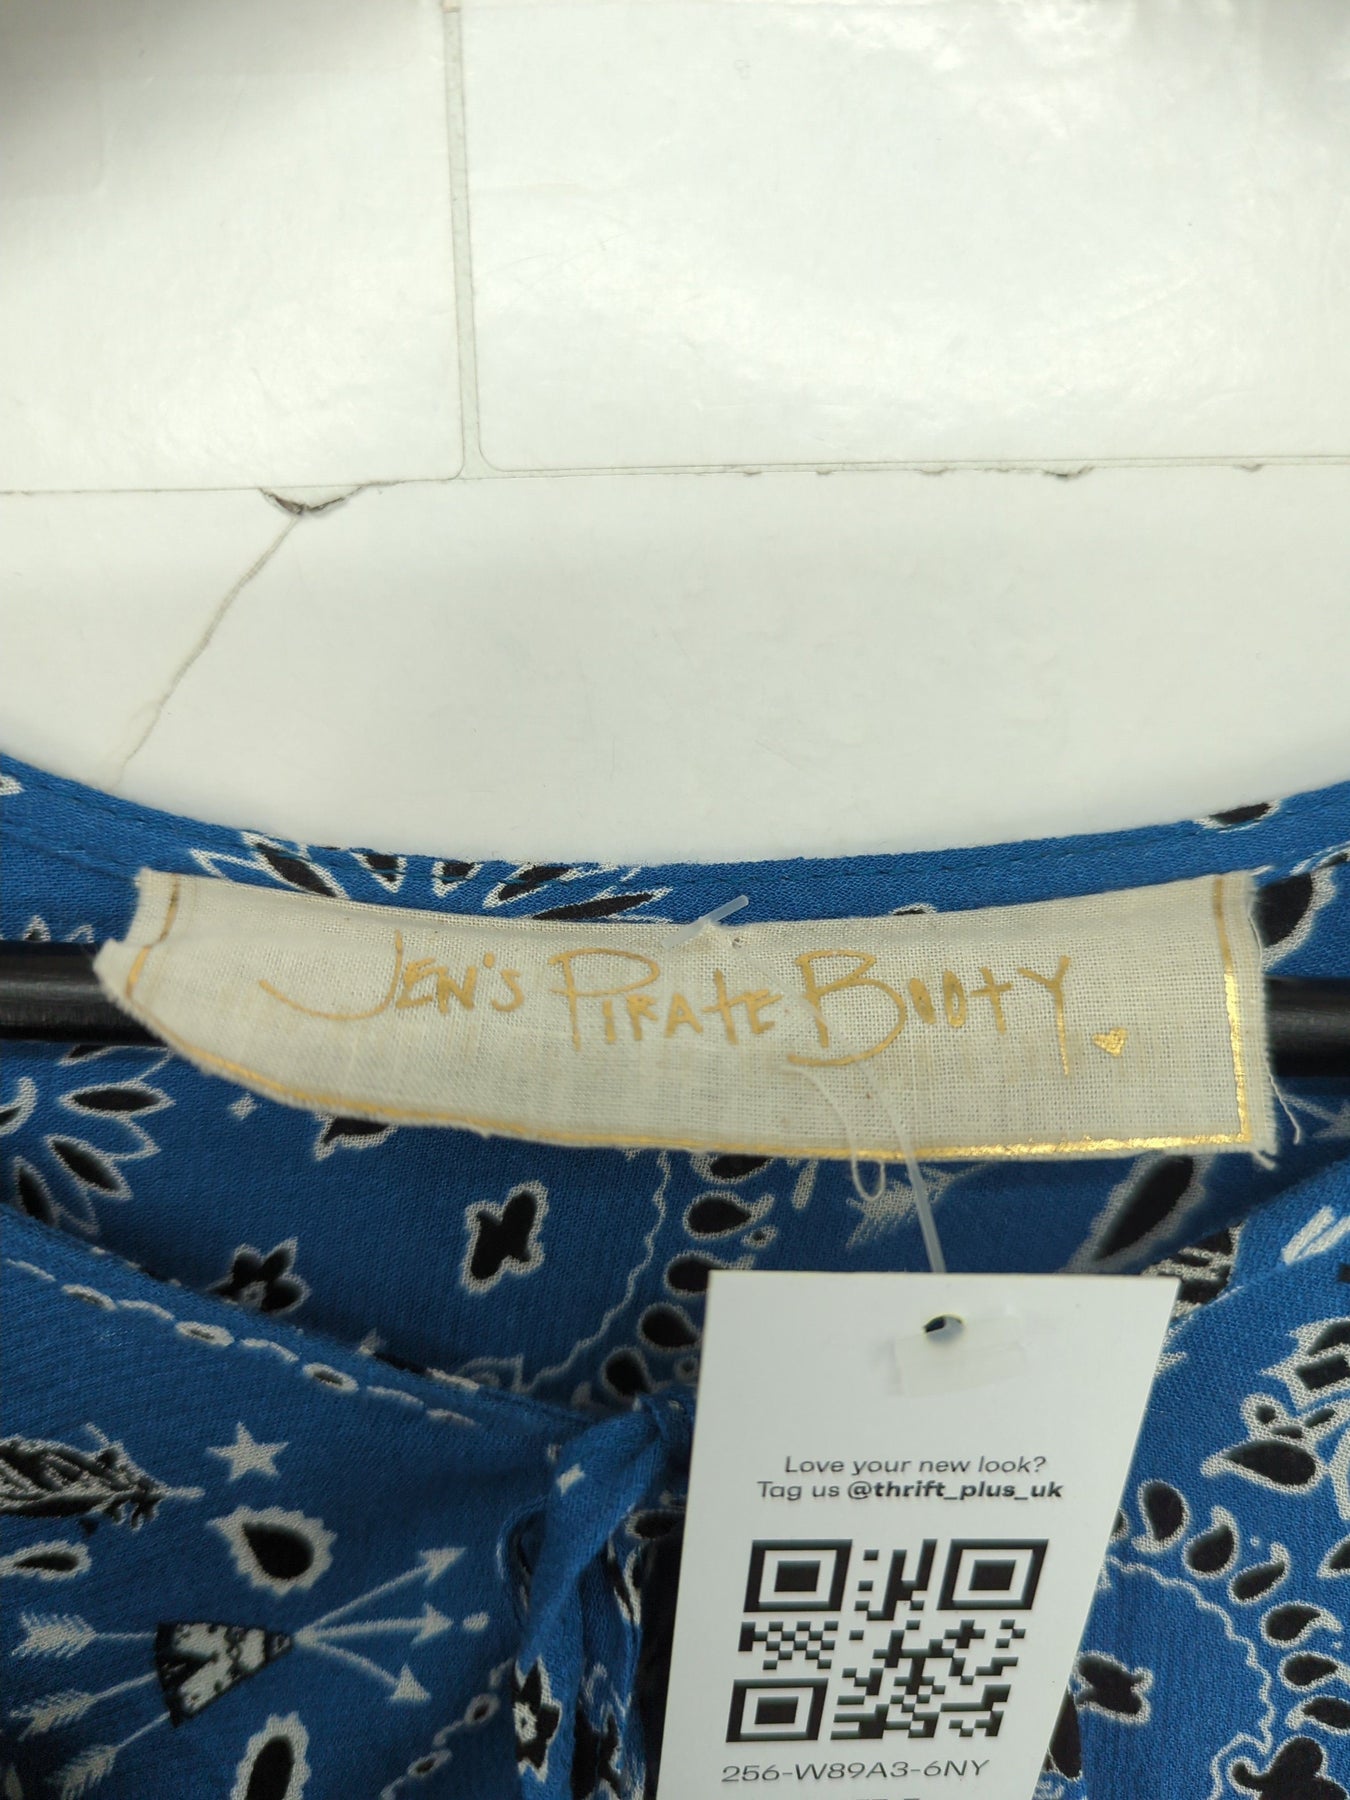 JEN'S PIRATE BOOTY
Love your new look?
Tag us @thrift_plus_uk
256-W89A3-6NY